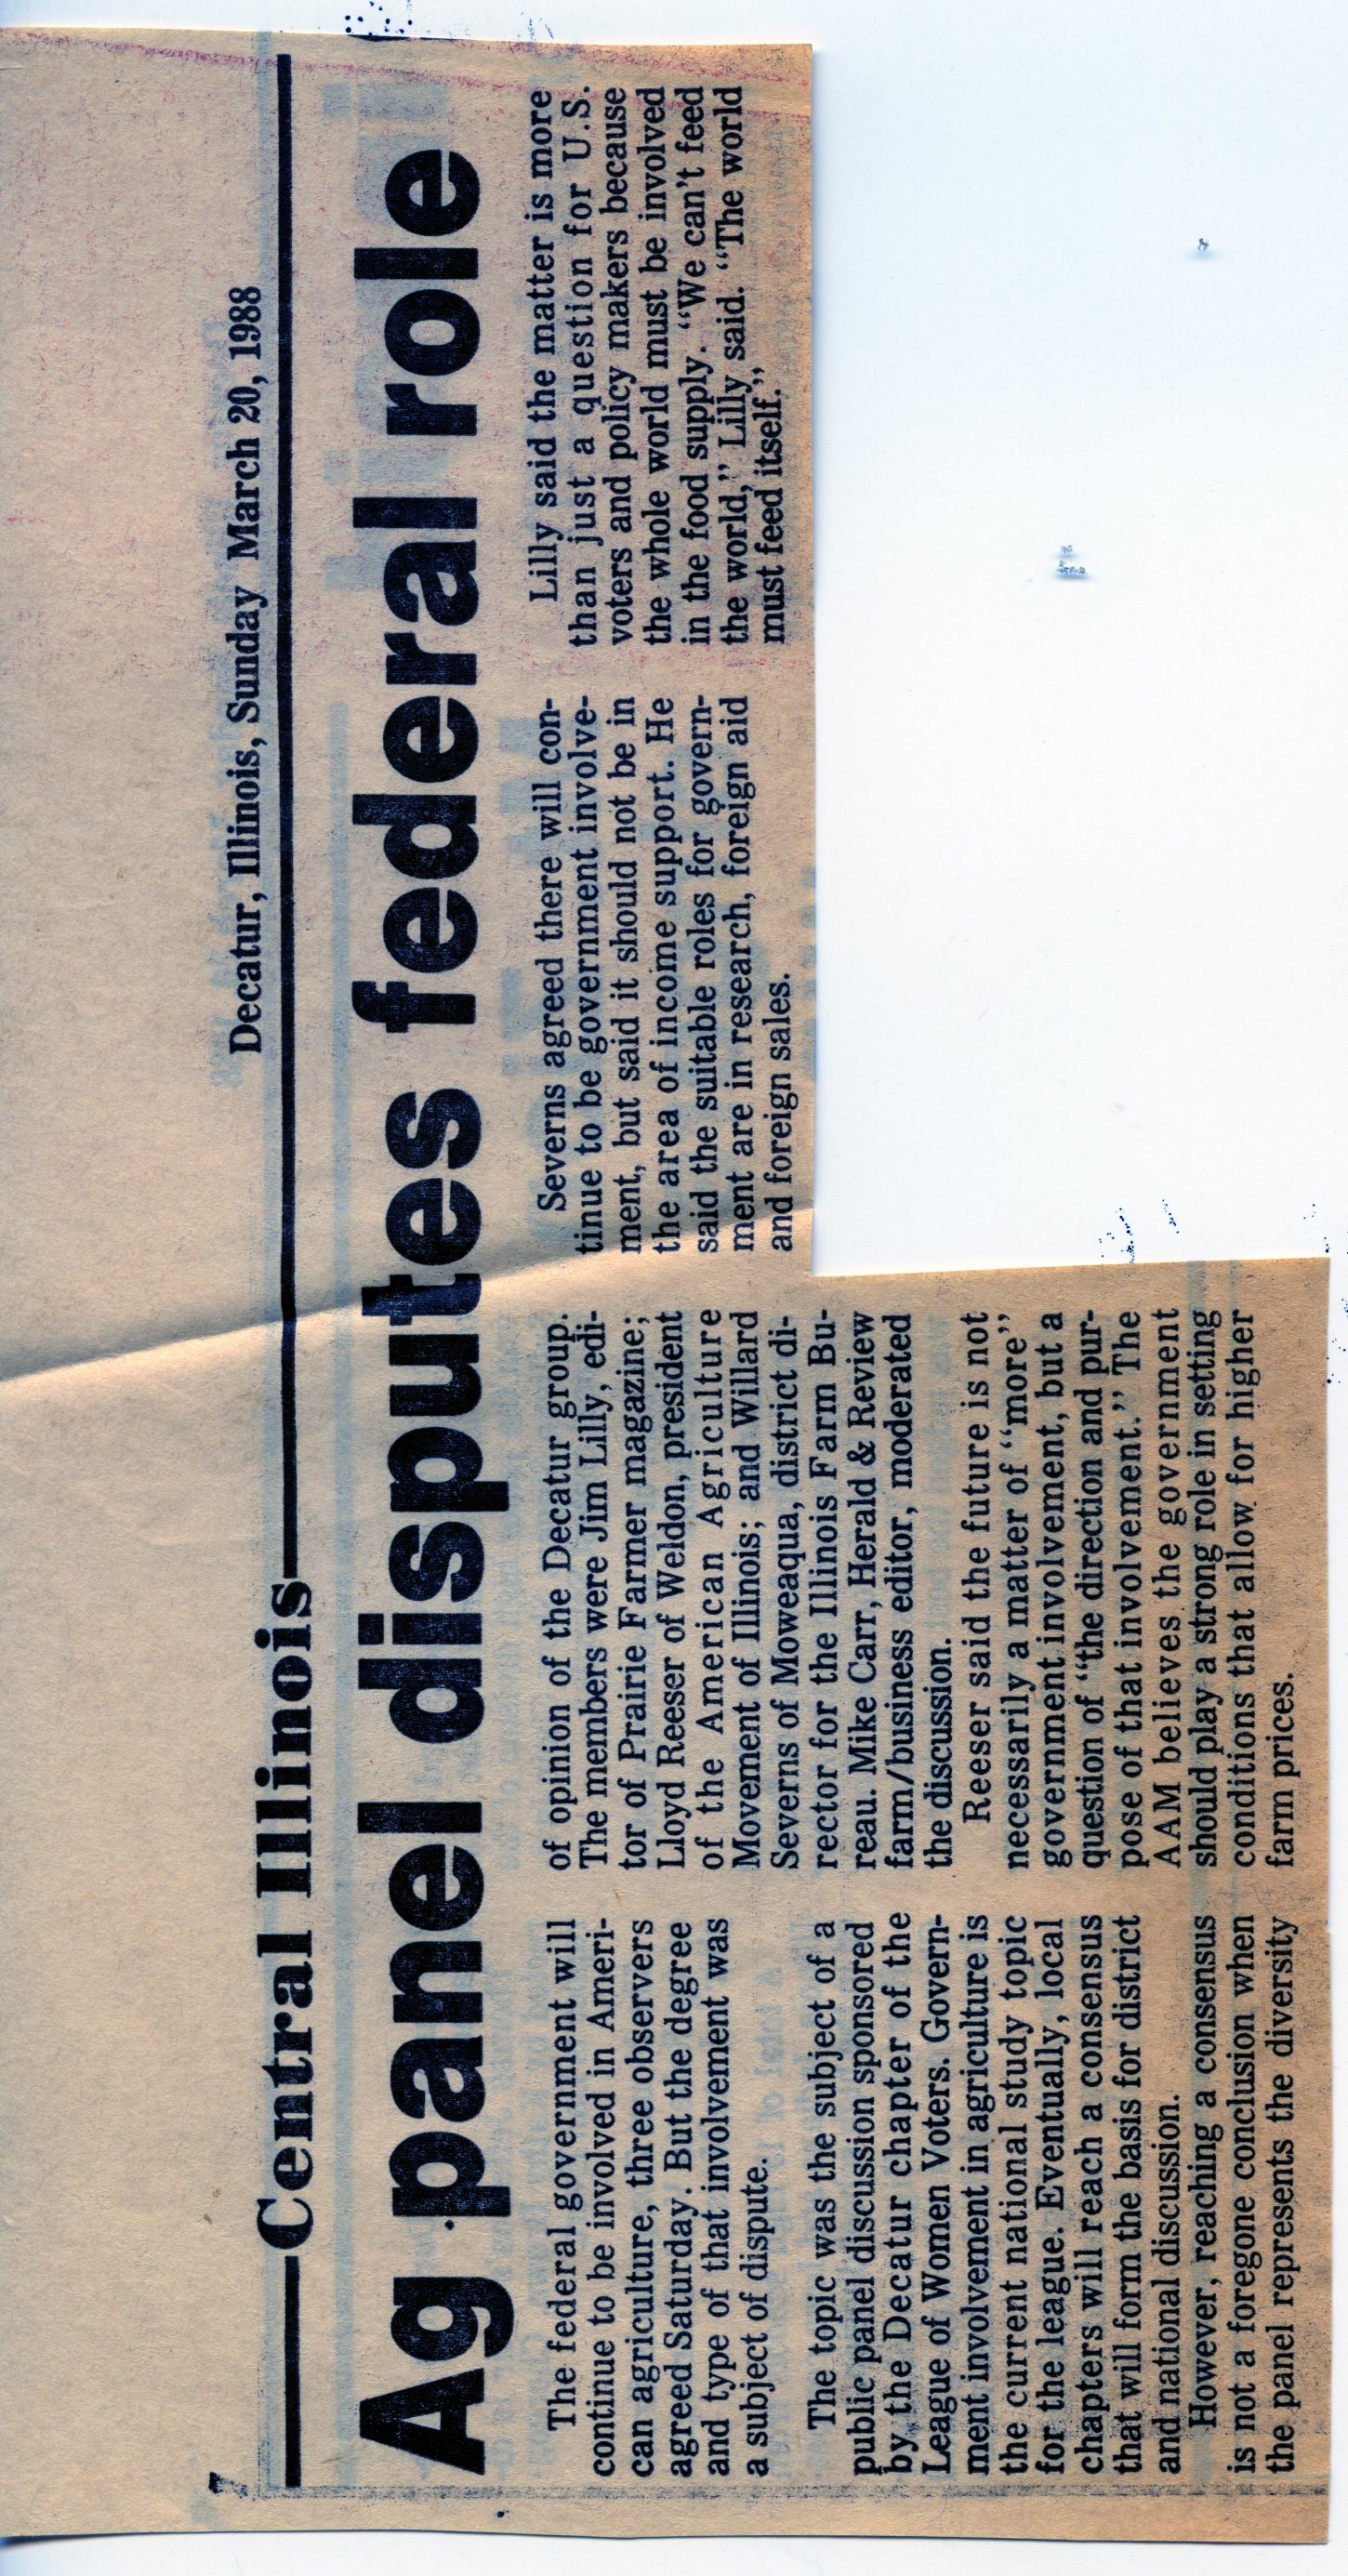 Decatur, Illinois, Sunday March 20, 1988
Central Illinois
Ag panel disputes federal role
The federal government will
continue to be involved in Ameri-
can agriculture, three observers
agreed Saturday. But the degree
and type of that involvement was
a subject of dispute.
The topic was the subject of a
public panel discussion sponsored
by the Decatur chapter of the
League of Women Voters. Govern-
ment involvement in agriculture is
the current national study topic
for the league. Eventually, local
chapters will reach a consensus
that will form the basis for district
and national discussion.
However, reaching a consensus
is not a foregone conclusion when
the panel represents the diversity
of opinion of the Decatur group.
The members were Jim Lilly, edi-
tor of Prairie Farmer magazine;
Lloyd Reeser of Weldon, president
of the American Agriculture
Movement of Illinois; and Willard
Severns of Moweaqua, district di-
rector for the Illinois Farm Bu-
reau. Mike Carr, Herald & Review
farm/business editor, moderated
the discussion.
Reeser said the future is not
necessarily a matter of “more”
government involvement, but a
question of “the direction and pur-
pose of that involvement.” The
AAM believes the government
should play a strong role in setting
conditions that allow for higher
farm prices.
Severns agreed there will con-
tinue to be government involve-
ment, but said it should not be in
the area of income support. He
said the suitable roles for govern-
ment are in research, foreign aid
and foreign sales.
Lilly said the matter is more
than just a question for U.S.
voters and policy makers because
the whole world must be involved
in the food supply. “We can't feed
the world,” Lilly said. “The world
must feed itself.”